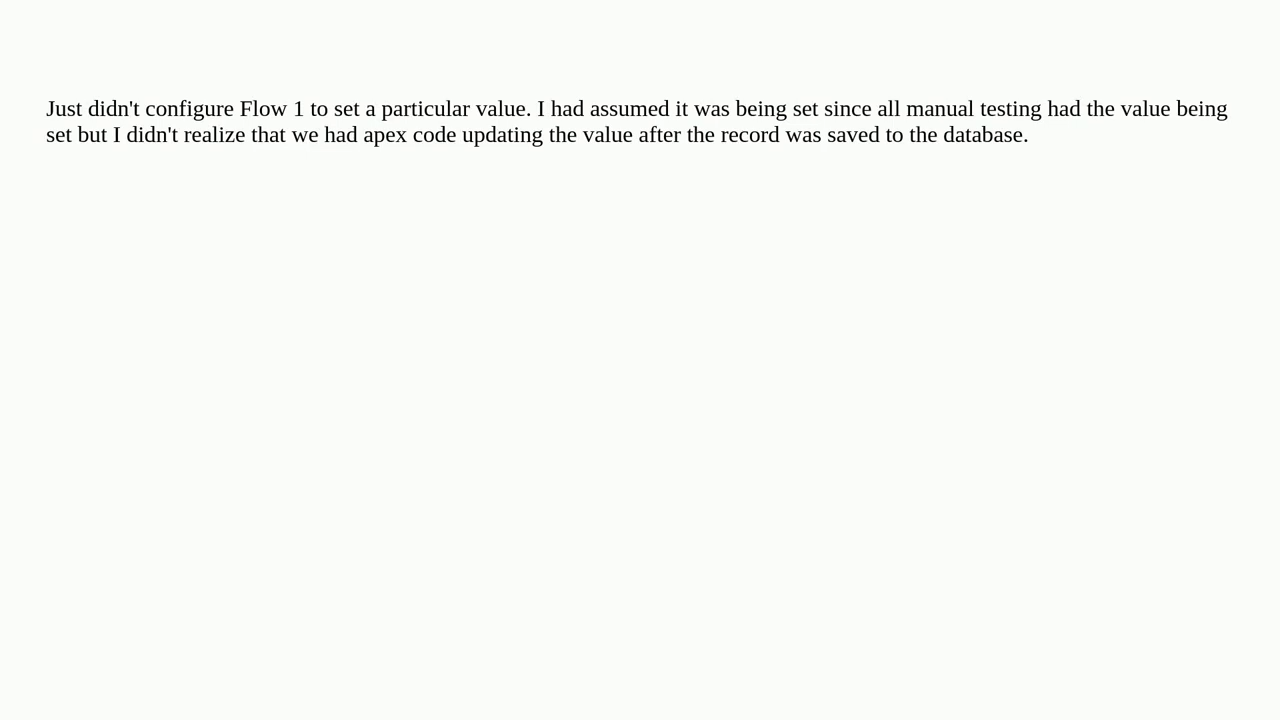 Just didn't configure Flow 1 to set a particular value. I had assumed it was being set since all manual testing had the value being
set but I didn't realize that we had apex code updating the value after the record was saved to the database.